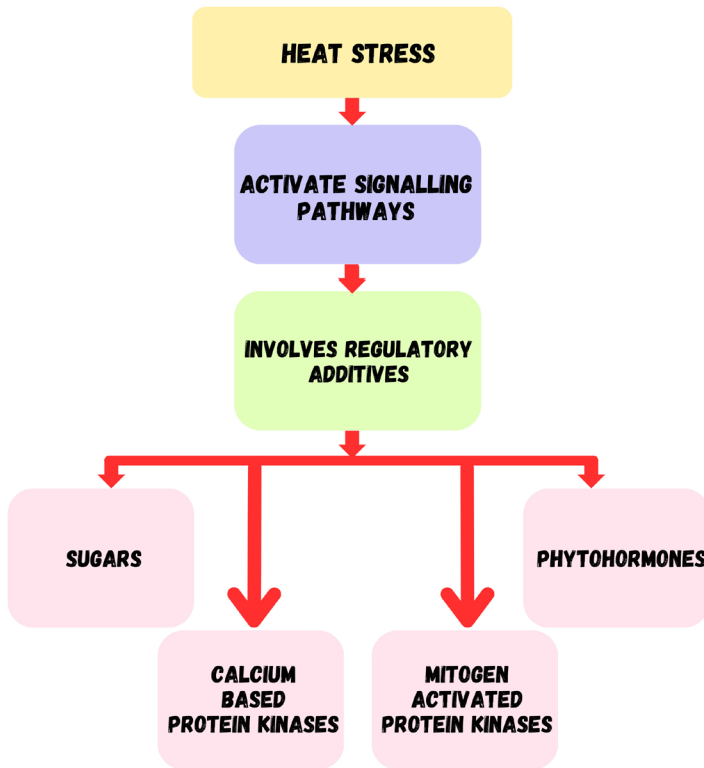 HEAT STRESS
ACTIVATE SIGNALLING
PATHWAYS
INVOLVES REGULATORY
ADDITIVES
SUGARS
PHYTOHORMONES
CALCIUM
BASED
PROTEIN KINASES
MITOGEN
ACTIVATED
PROTEIN KINASES